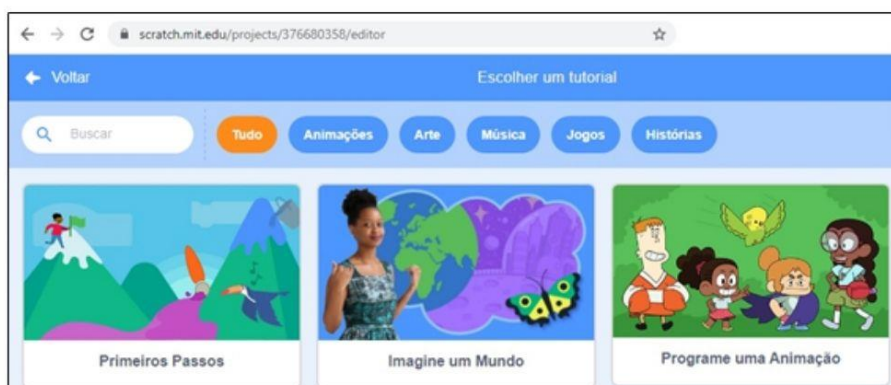 scratch.mit.edu/projects/376680358/editor
Voltar
Escolher um tutorial
Buscar
Tudo
Animações
Arte
Música
Jogos
Histórias
Primeiros Passos
Imagine um Mundo
Programe uma Animação